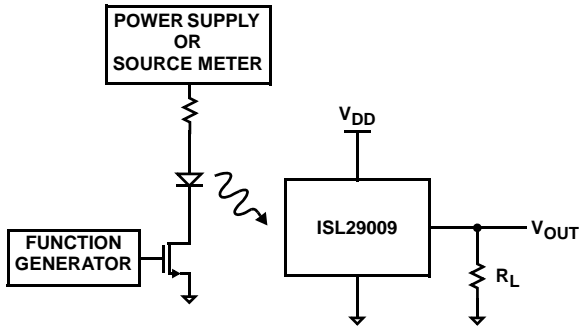 POWER SUPPLY
OR
SOURCE METER
VDD
ISL29009
VOUT
FUNCTION
GENERATOR
RL